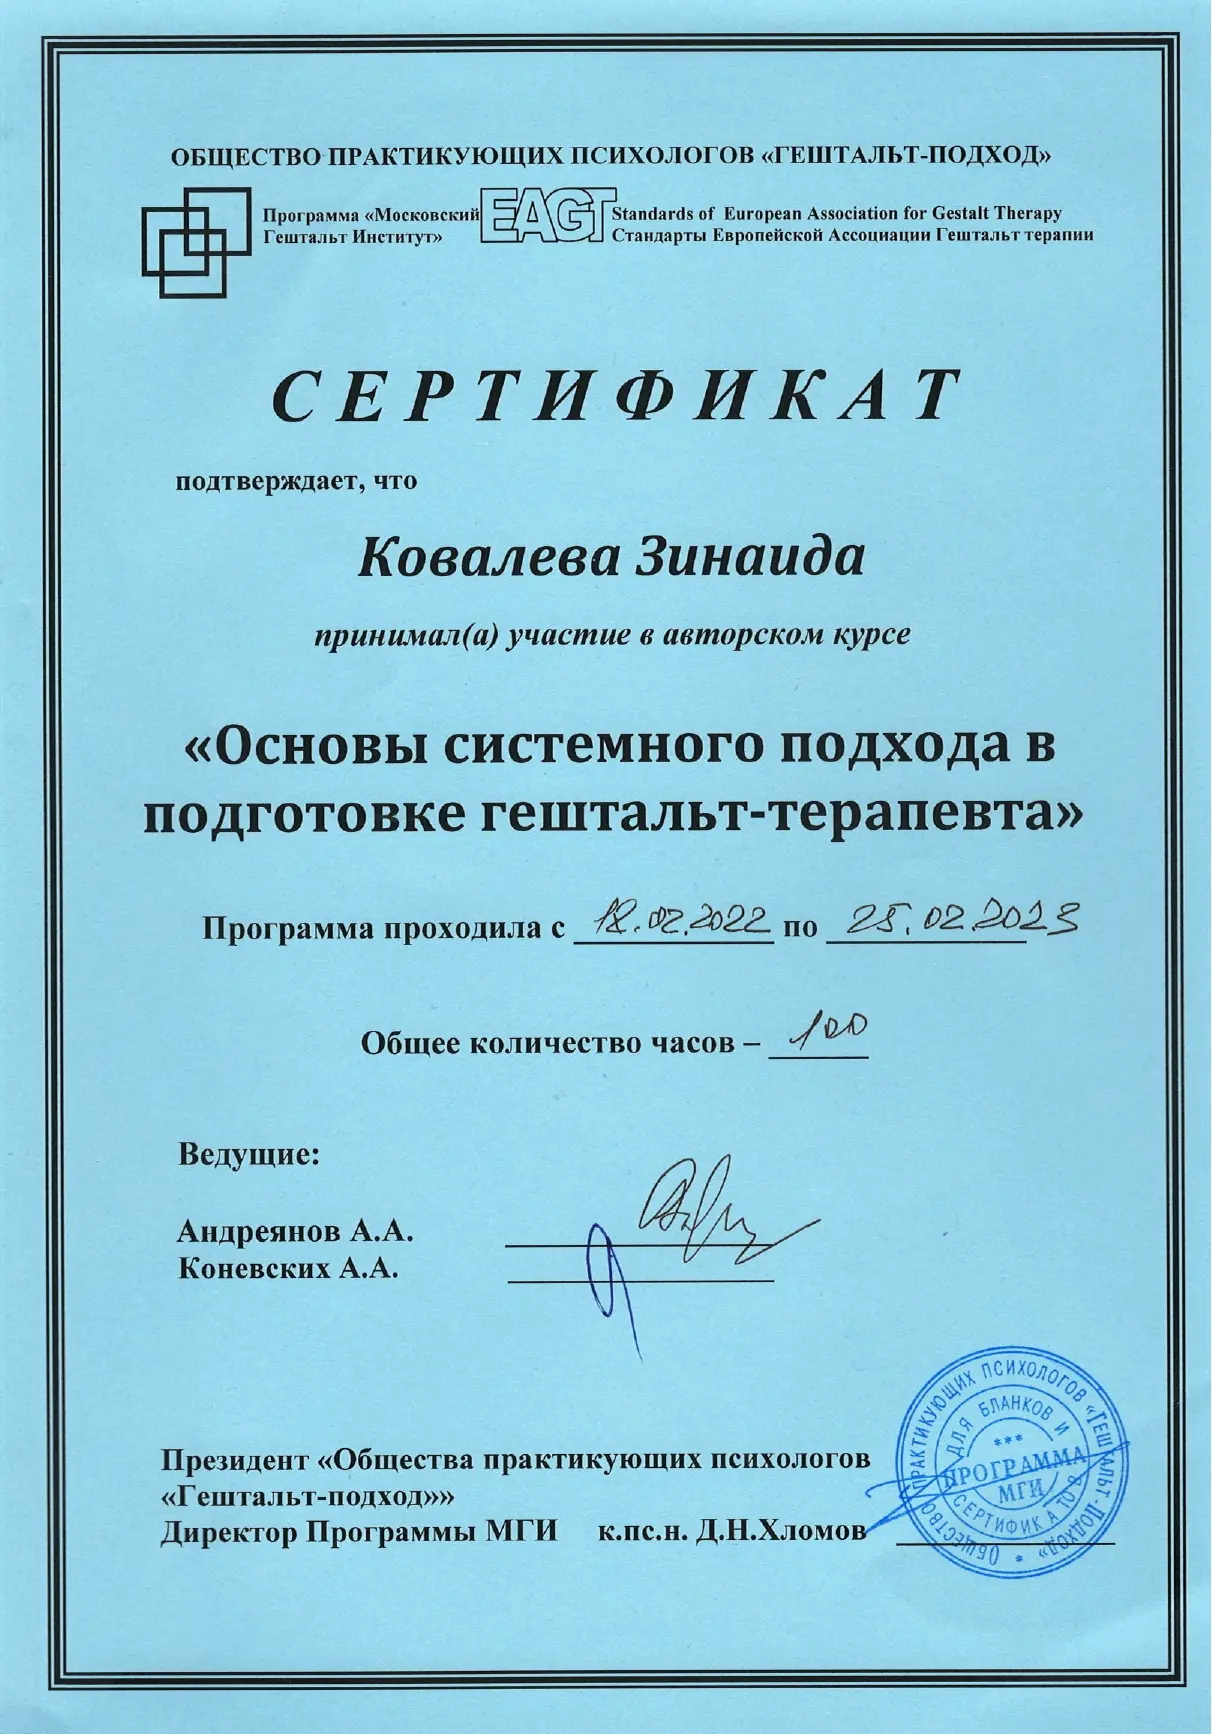 ОБЩЕСТВО ПРАКТИКУЮЩИХ ПСИХОЛОГОВ «ГЕШТАЛЬТ-ПОДХОД»
Программа «Московский
Гештальт Институт»
EAGT
Standards of European Association for Gestalt Therapy
Стандарты Европейской Ассоциации Гештальт терапии
СЕРТИФИКАТ
подтверждает, что
Ковалева Зинаида
принимал(а) участие в авторском курсе
«Основы системного подхода в
подготовке гештальт-терапевта»
Программа проходила с 18.02.2022 по 25.02.2023
Общее количество часов – 100
Ведущие:
Андреянов А.А.
Коневских А.А.
Президент «Общества практикующих психологов
«Гештальт-подход»»
Директор Программы МГИ к.пс.н. Д.Н.Хломов
ОБЩЕСТВО ПРАКТИКУЮЩИХ ПСИХОЛОГОВ «ГЕШТАЛЬТ-ПОДХОД» *
ДЛЯ БЛАНКОВ И СЕРТИФИКАТОВ
***
ПРОГРАММА
МГИ